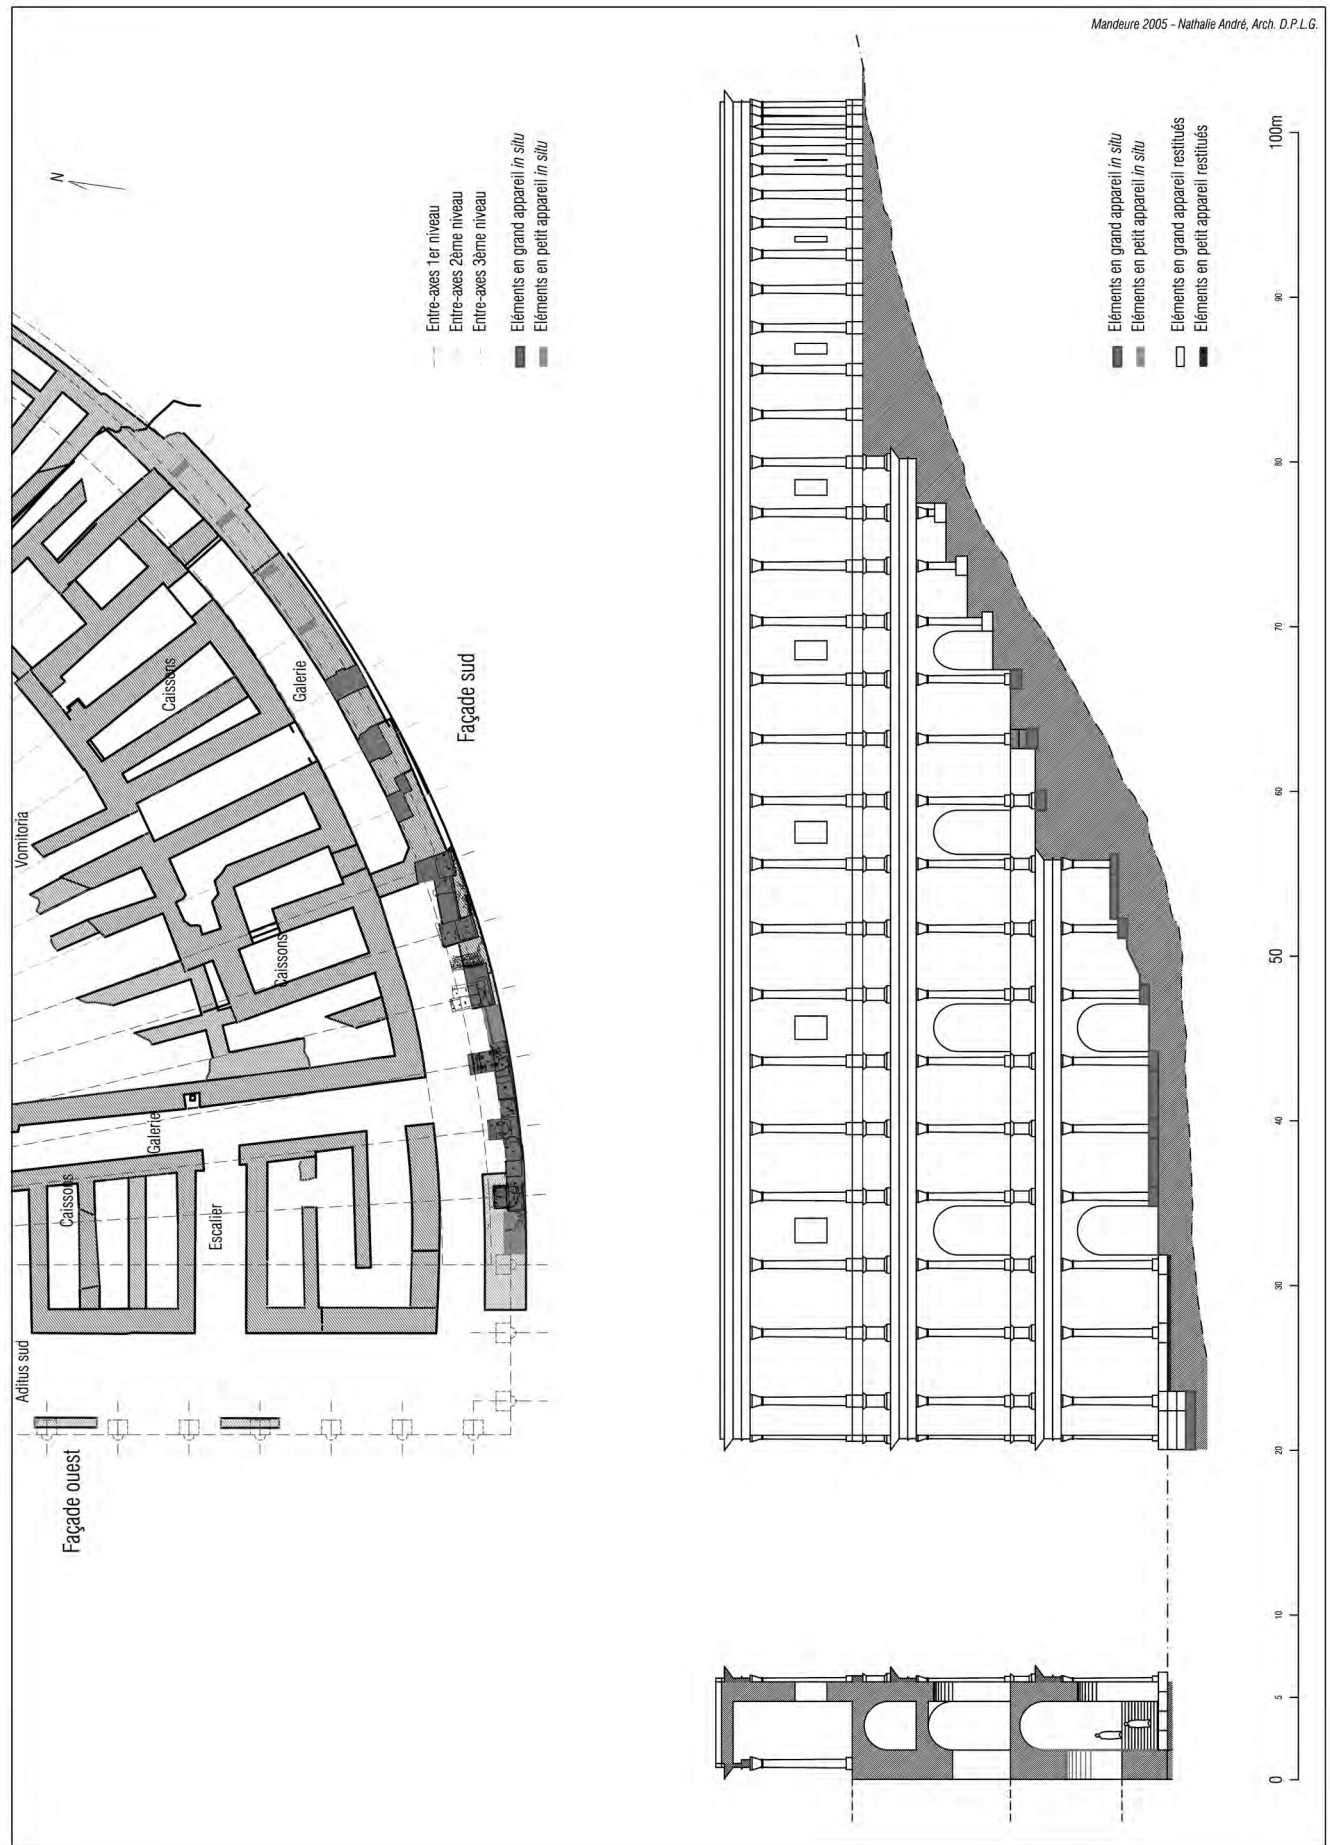 Mandeure 2005 - Nathalie André, Arch. D.P.L.G.
N
Entre-axes 1er niveau
Entre-axes 2ème niveau
Entre-axes 3ème niveau
Eléments en grand appareil in situ
Eléments en petit appareil in situ
Vomitoria
Caissons
Galerie
Façade sud
Caissons
Galerie
Caissons
Escalier
Aditus sud
Façade ouest
Eléments en grand appareil in situ
Eléments en petit appareil in situ
Eléments en grand appareil restitués
Eléments en petit appareil restitués
0
5
10
20
30
40
50
60
70
80
90
100m